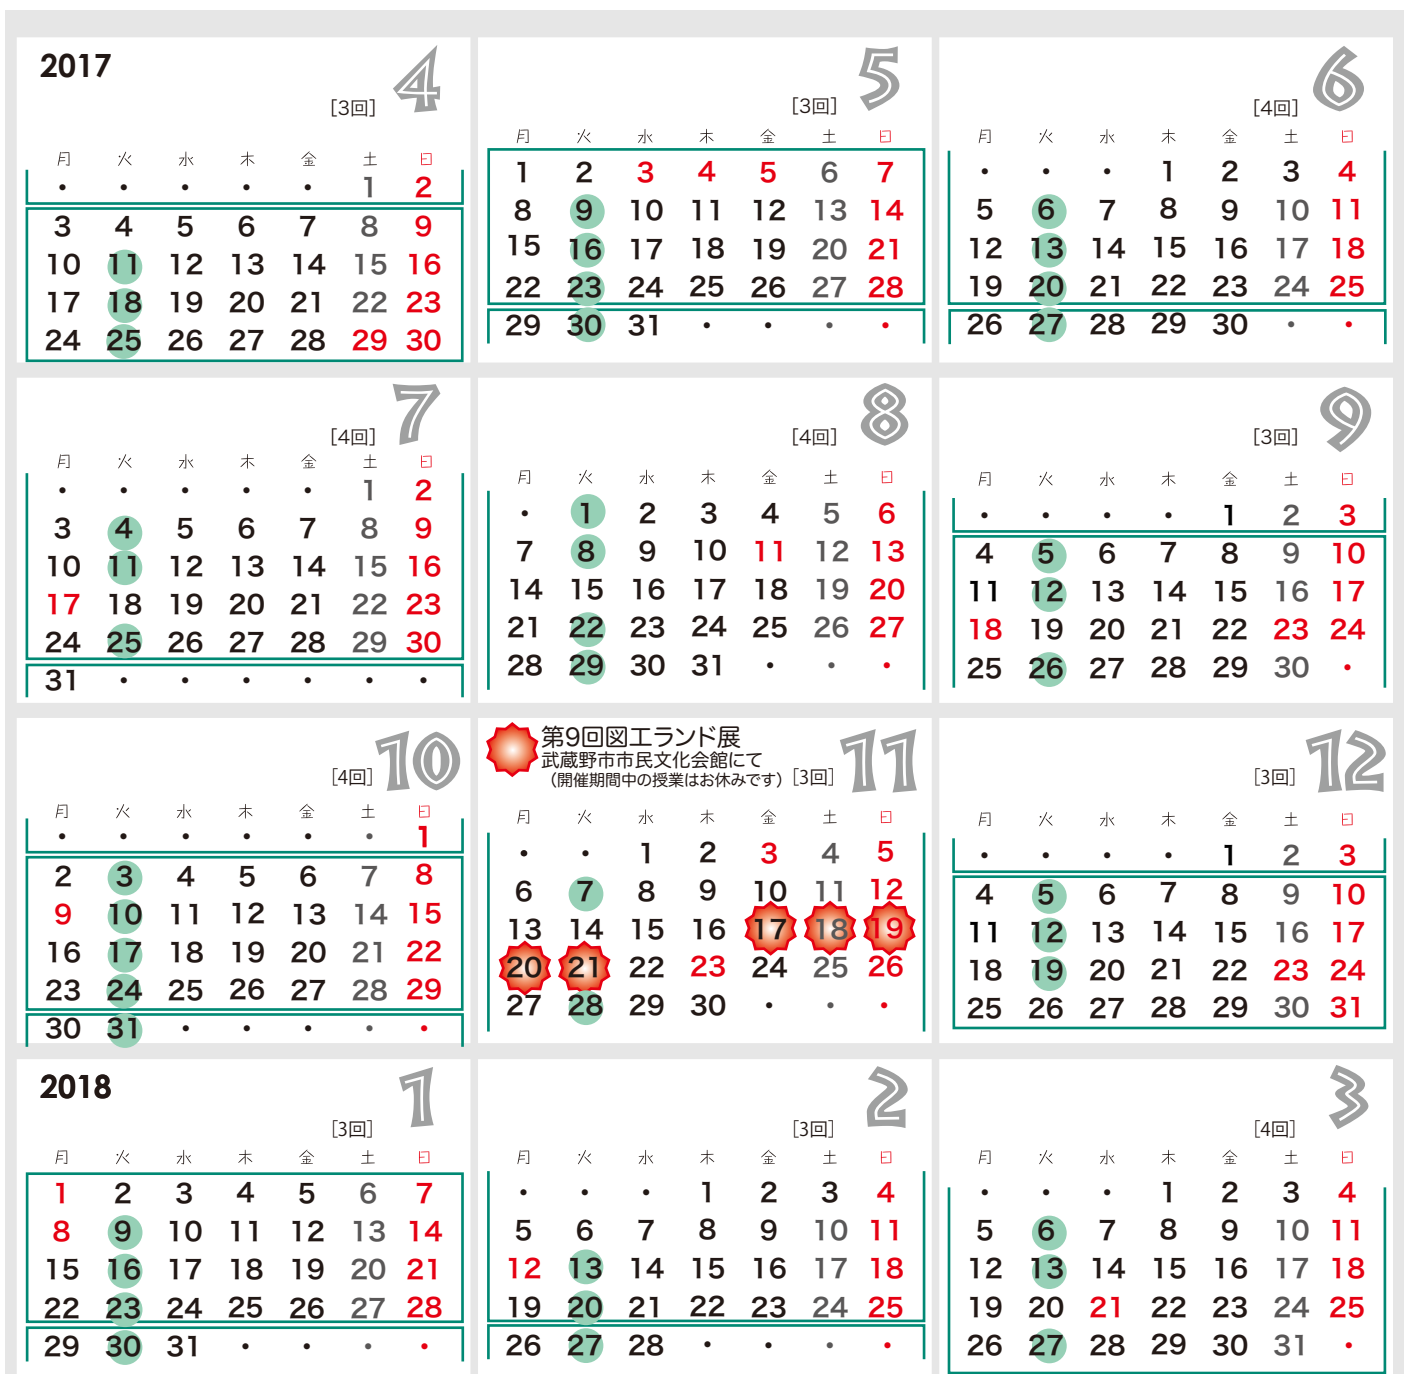 2017
4
[3回]
月 火 水 木 金 土 日
・ ・ ・ ・ ・ 1 2
3 4 5 6 7 8 9
10 11 12 13 14 15 16
17 18 19 20 21 22 23
24 25 26 27 28 29 30
5
[3回]
月 火 水 木 金 土 日
1 2 3 4 5 6 7
8 9 10 11 12 13 14
15 16 17 18 19 20 21
22 23 24 25 26 27 28
29 30 31 ・ ・ ・ ・
6
[4回]
月 火 水 木 金 土 日
・ ・ ・ 1 2 3 4
5 6 7 8 9 10 11
12 13 14 15 16 17 18
19 20 21 22 23 24 25
26 27 28 29 30 ・ ・
7
[4回]
月 火 水 木 金 土 日
・ ・ ・ ・ ・ 1 2
3 4 5 6 7 8 9
10 11 12 13 14 15 16
17 18 19 20 21 22 23
24 25 26 27 28 29 30
31 ・ ・ ・ ・ ・ ・
8
[4回]
月 火 水 木 金 土 日
・ 1 2 3 4 5 6
7 8 9 10 11 12 13
14 15 16 17 18 19 20
21 22 23 24 25 26 27
28 29 30 31 ・ ・ ・
9
[3回]
月 火 水 木 金 土 日
・ ・ ・ ・ 1 2 3
4 5 6 7 8 9 10
11 12 13 14 15 16 17
18 19 20 21 22 23 24
25 26 27 28 29 30 ・
10
[4回]
月 火 水 木 金 土 日
・ ・ ・ ・ ・ ・ 1
2 3 4 5 6 7 8
9 10 11 12 13 14 15
16 17 18 19 20 21 22
23 24 25 26 27 28 29
30 31 ・ ・ ・ ・ ・
第9回図工ランド展
武蔵野市市民文化会館にて
（開催期間中の授業はお休みです）
[3回]
11
月 火 水 木 金 土 日
・ ・ 1 2 3 4 5
6 7 8 9 10 11 12
13 14 15 16 17 18 19
20 21 22 23 24 25 26
27 28 29 30 ・ ・ ・
12
[3回]
月 火 水 木 金 土 日
・ ・ ・ ・ 1 2 3
4 5 6 7 8 9 10
11 12 13 14 15 16 17
18 19 20 21 22 23 24
25 26 27 28 29 30 31
2018
1
[3回]
月 火 水 木 金 土 日
1 2 3 4 5 6 7
8 9 10 11 12 13 14
15 16 17 18 19 20 21
22 23 24 25 26 27 28
29 30 31 ・ ・ ・ ・
2
[3回]
月 火 水 木 金 土 日
・ ・ ・ 1 2 3 4
5 6 7 8 9 10 11
12 13 14 15 16 17 18
19 20 21 22 23 24 25
26 27 28 ・ ・ ・ ・
3
[4回]
月 火 水 木 金 土 日
・ ・ ・ 1 2 3 4
5 6 7 8 9 10 11
12 13 14 15 16 17 18
19 20 21 22 23 24 25
26 27 28 29 30 31 ・